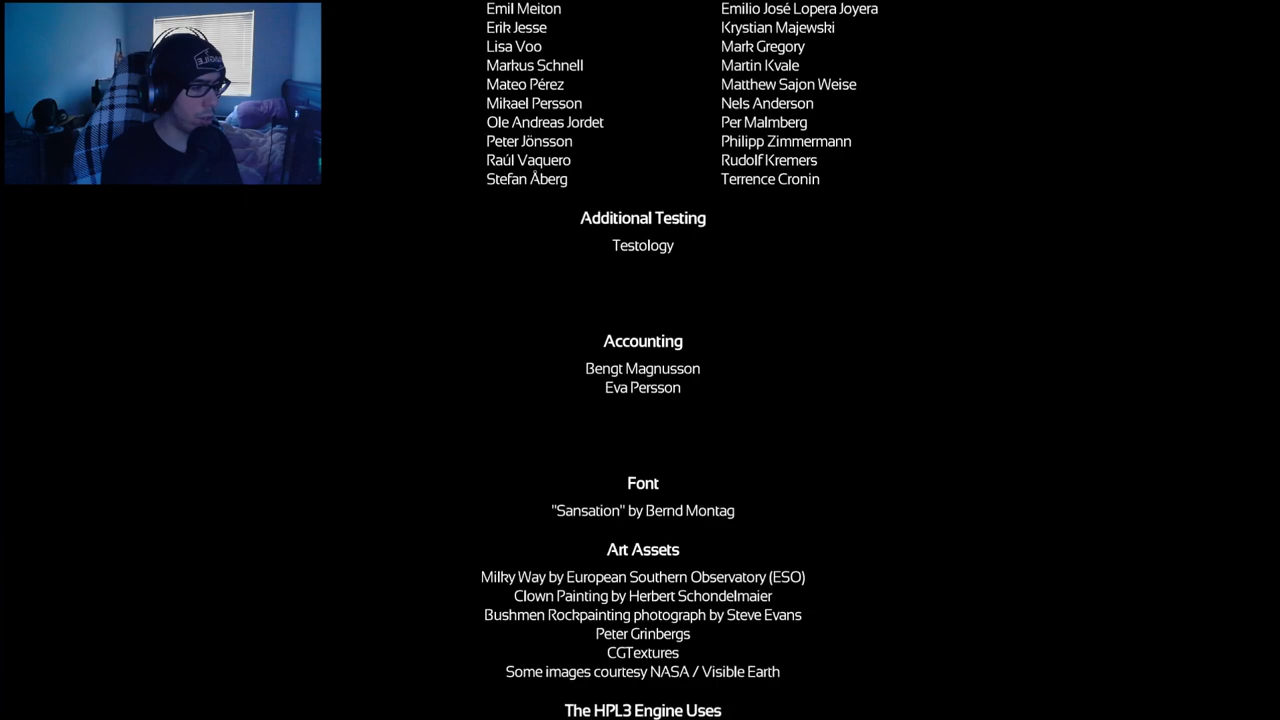 Emil Meiton
Erik Jesse
Lisa Voo
Markus Schnell
Mateo Pérez
Mikael Persson
Ole Andreas Jordet
Peter Jönsson
Raúl Vaquero
Stefan Åberg
Emilio José Lopera Joyera
Krystian Majewski
Mark Gregory
Martin Kvale
Matthew Sajon Weise
Nels Anderson
Per Malmberg
Philipp Zimmermann
Rudolf Kremers
Terrence Cronin
Additional Testing
Testology
Accounting
Bengt Magnusson
Eva Persson
Font
"Sansation" by Bernd Montag
Art Assets
Milky Way by European Southern Observatory (ESO)
Clown Painting by Herbert Schondelmaier
Bushmen Rockpainting photograph by Steve Evans
Peter Grinbergs
CGTextures
Some images courtesy NASA / Visible Earth
The HPL3 Engine Uses